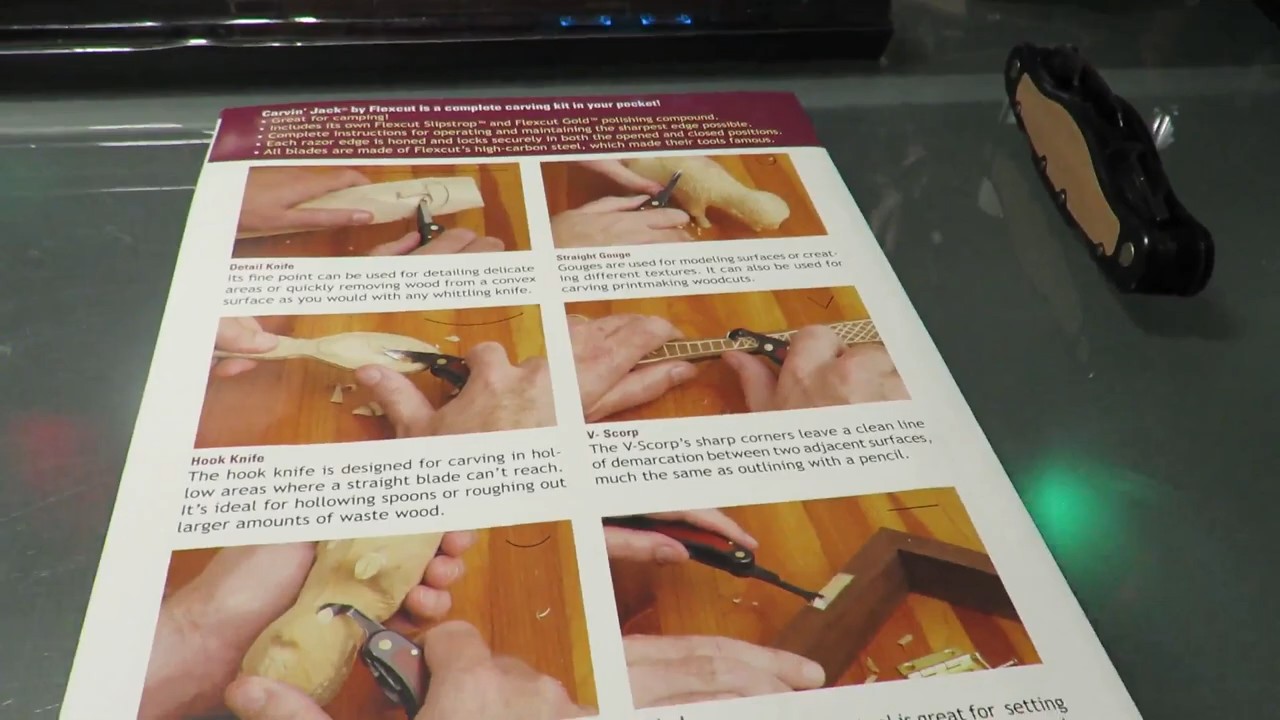 Carvin' Jack® by Flexcut is a complete carving kit in your pocket!
• Great for camping!
• Includes its own Flexcut Slipstrop™ and Flexcut Gold™ polishing compound.
• Complete instructions for operating and maintaining the sharpest edge possible.
• Each razor edge is honed and locks securely in both the opened and closed positions.
• All blades are made of Flexcut's high-carbon steel, which made their tools famous.
Detail Knife
Its fine point can be used for detailing delicate
areas or quickly removing wood from a convex
surface as you would with any whittling knife.
Straight Gouge
Gouges are used for modeling surfaces or creat-
ing different textures. It can also be used for
carving printmaking woodcuts.
Hook Knife
The hook knife is designed for carving in hol-
low areas where a straight blade can't reach.
It's ideal for hollowing spoons or roughing out
larger amounts of waste wood.
V- Scorp
The V-Scorp's sharp corners leave a clean line
of demarcation between two adjacent surfaces,
much the same as outlining with a pencil.
is great for setting